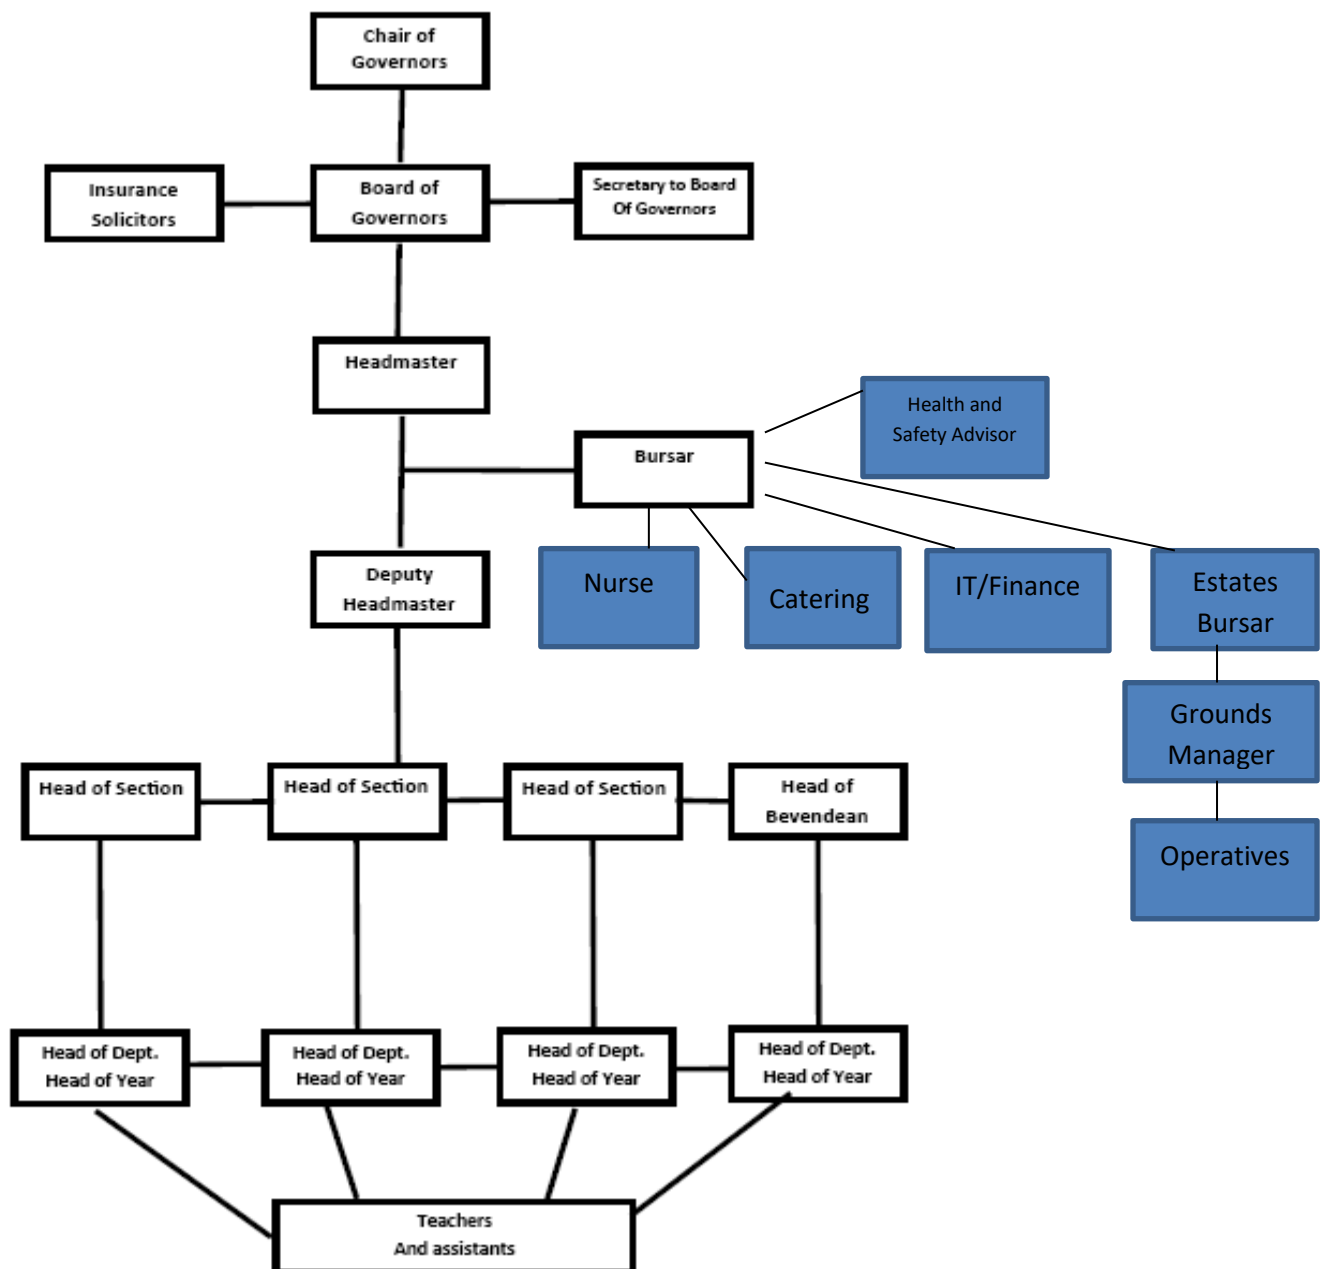 Chair of
Governors
Insurance
Solicitors
Board of
Governors
Secretary to Board
Of Governors
Headmaster
Health and
Safety Advisor
Bursar
Deputy
Headmaster
Nurse
Catering
IT/Finance
Estates
Bursar
Grounds
Manager
Operatives
Head of Section
Head of Section
Head of Section
Head of
Bevendean
Head of Dept.
Head of Year
Head of Dept.
Head of Year
Head of Dept.
Head of Year
Head of Dept.
Head of Year
Teachers
And assistants